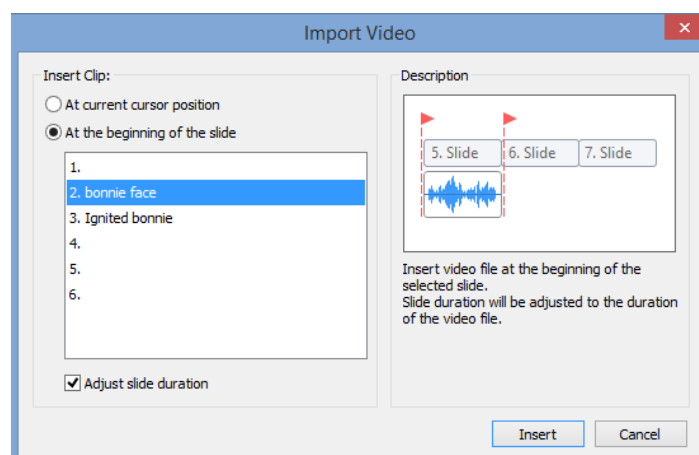 Import Video
Insert Clip:
At current cursor position
At the beginning of the slide
1.
2. bonnie face
3. Ignited bonnie
4.
5.
6.
Adjust slide duration
Description
5. Slide 6. Slide 7. Slide
Insert video file at the beginning of the
selected slide.
Slide duration will be adjusted to the duration
of the video file.
Insert Cancel